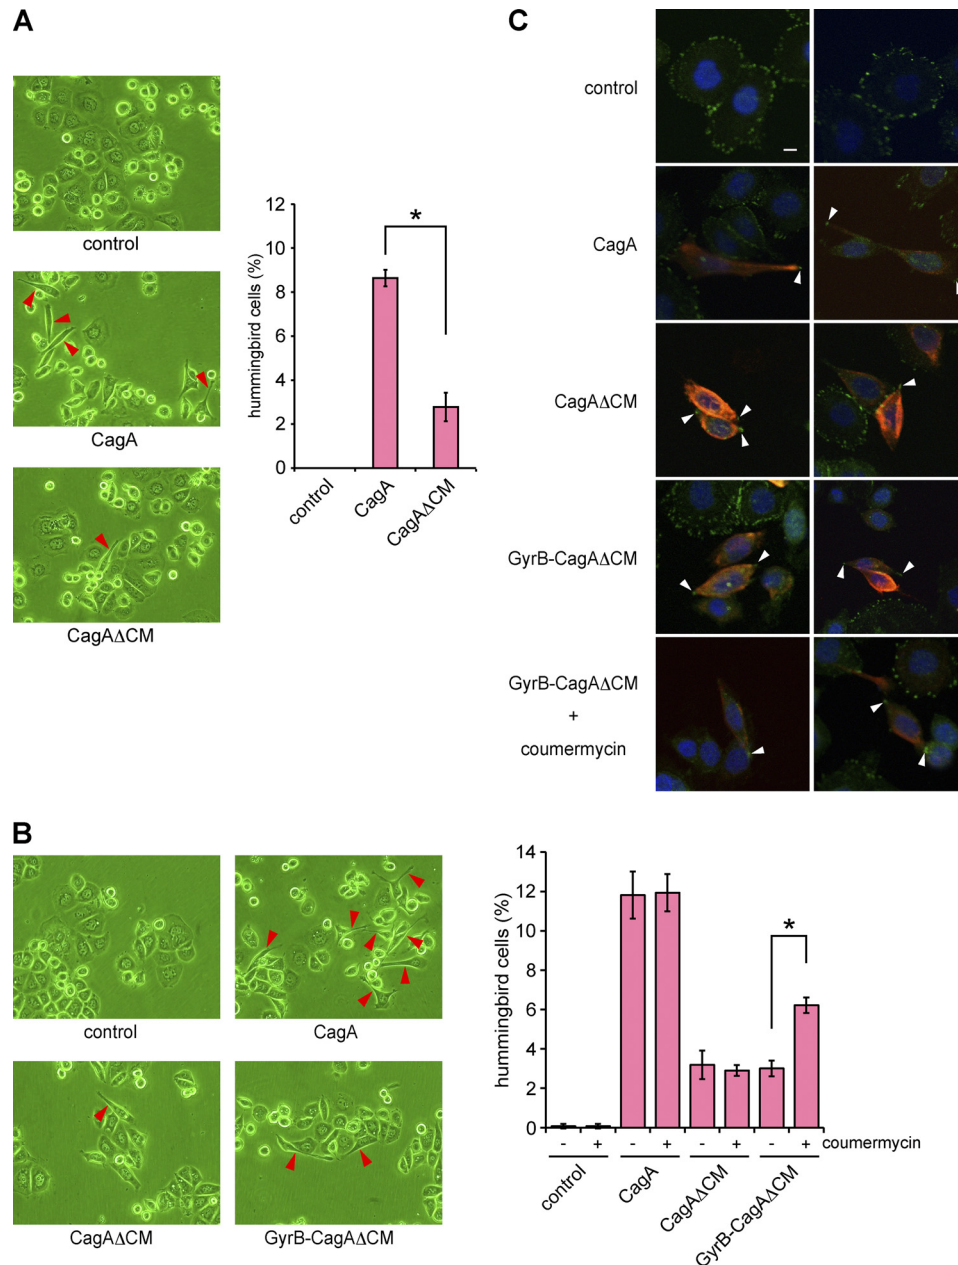 A
control
CagA
CagAΔCM
hummingbird cells (%)
12
10
8
6
4
2
0
*
control
CagA
CagAΔCM
C
control
CagA
CagAΔCM
GyrB-CagAΔCM
GyrB-CagAΔCM
+
coumermycin
B
control
CagA
CagAΔCM
GyrB-CagAΔCM
hummingbird cells (%)
14
12
10
8
6
4
2
0
*
- + - + - + - + coumermycin
control
CagA
CagAΔCM
GyrB-CagAΔCM